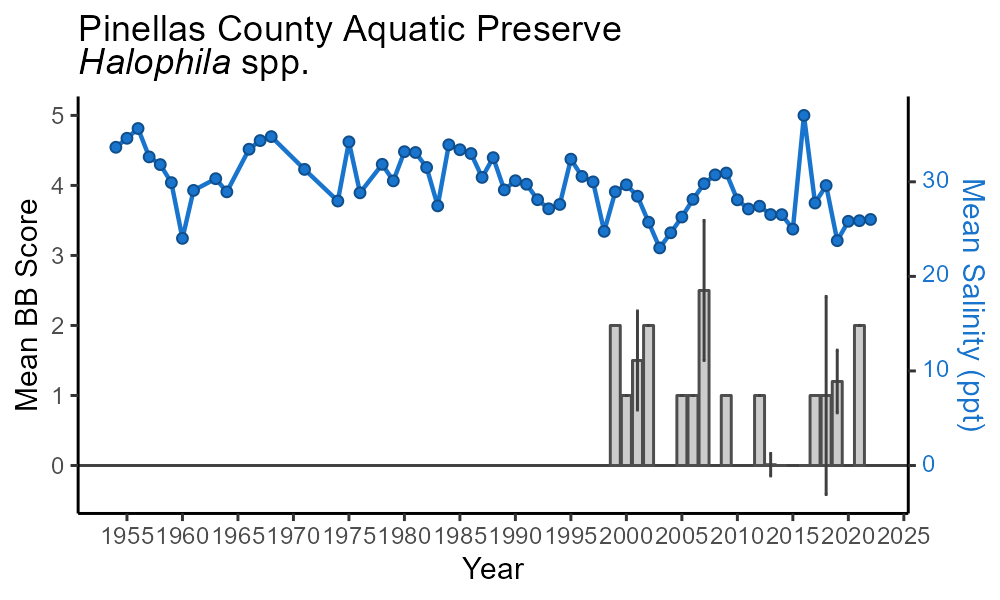 Pinellas County Aquatic Preserve
Halophila spp.
5
4
3
2
1
0
Mean BB Score
30
20
10
0
Mean Salinity (ppt)
1955 1960 1965 1970 1975 1980 1985 1990 1995 2000 2005 2010 2015 2020 2025
Year